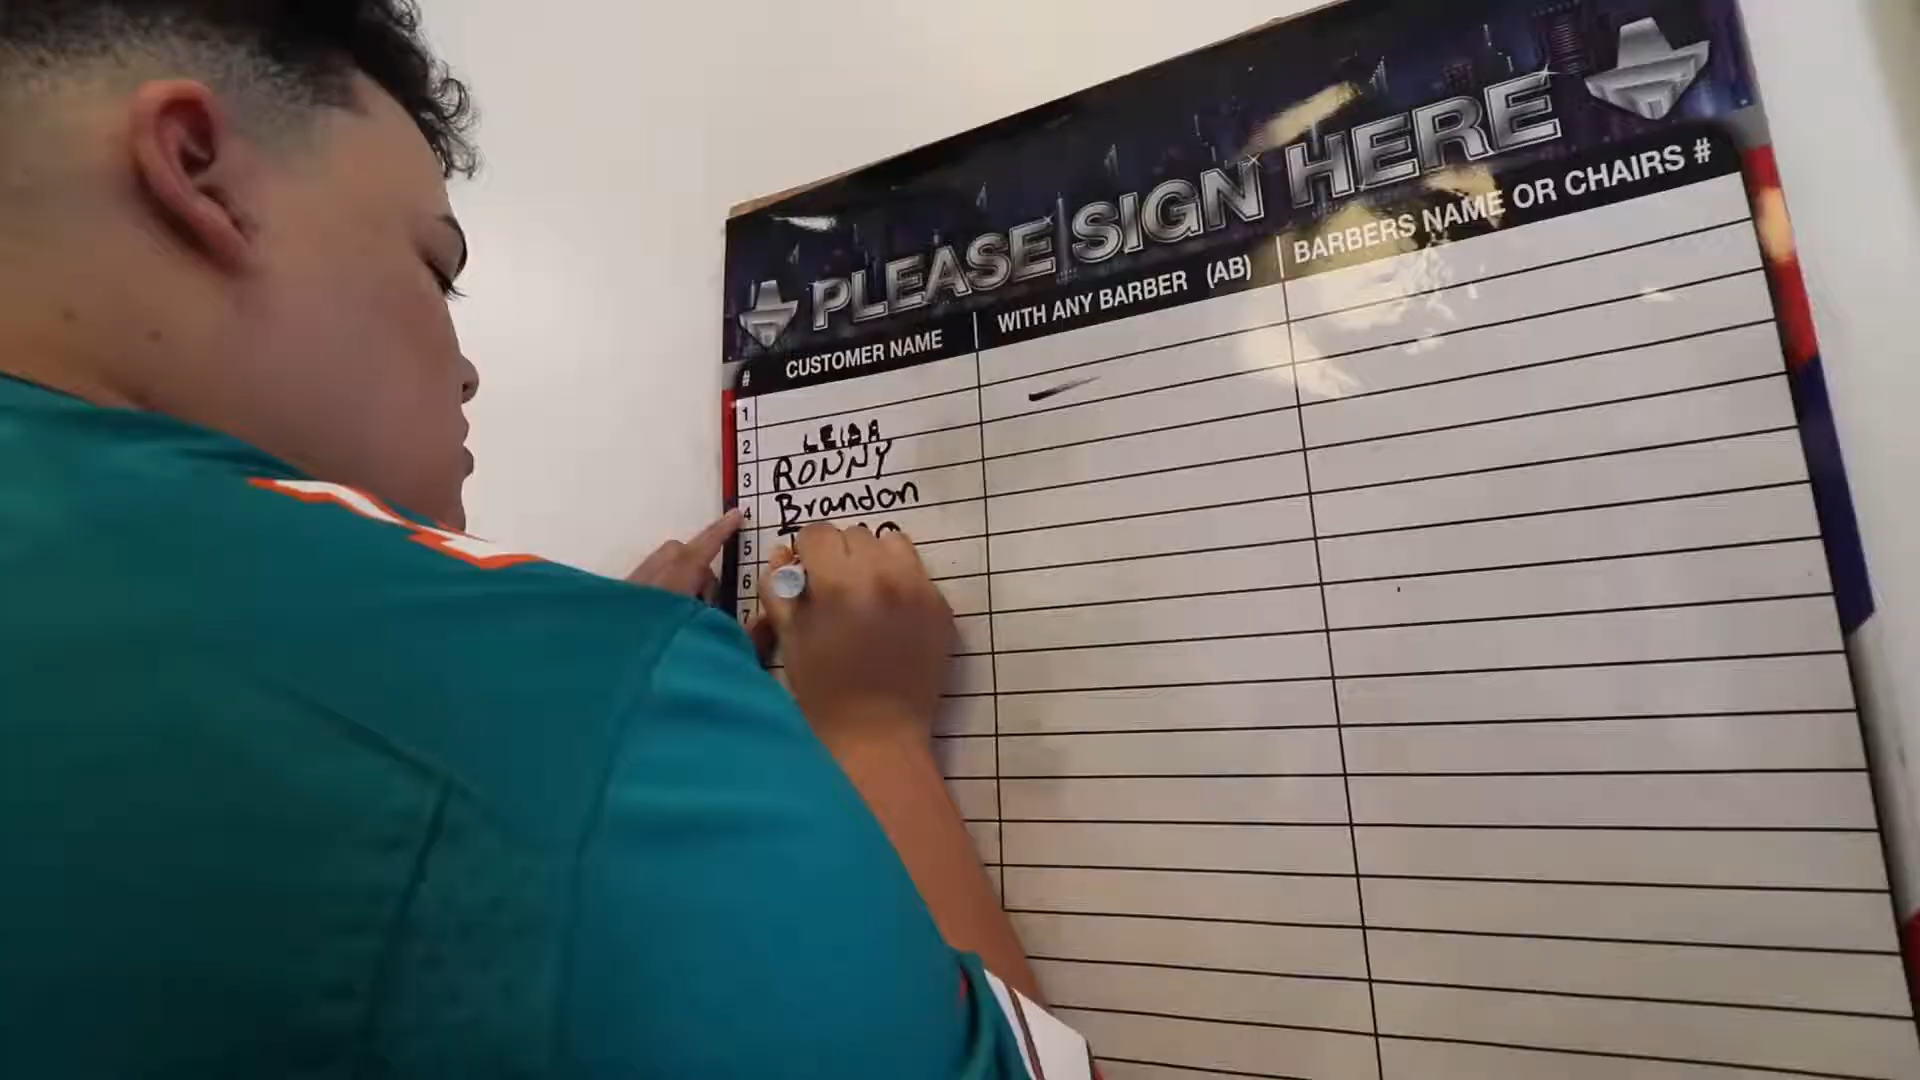 PLEASE SIGN HERE
# CUSTOMER NAME WITH ANY BARBER (AB) BARBERS NAME OR CHAIRS #
1
2 LEIDA
3 RONNY
4 Brandon
5
6
7